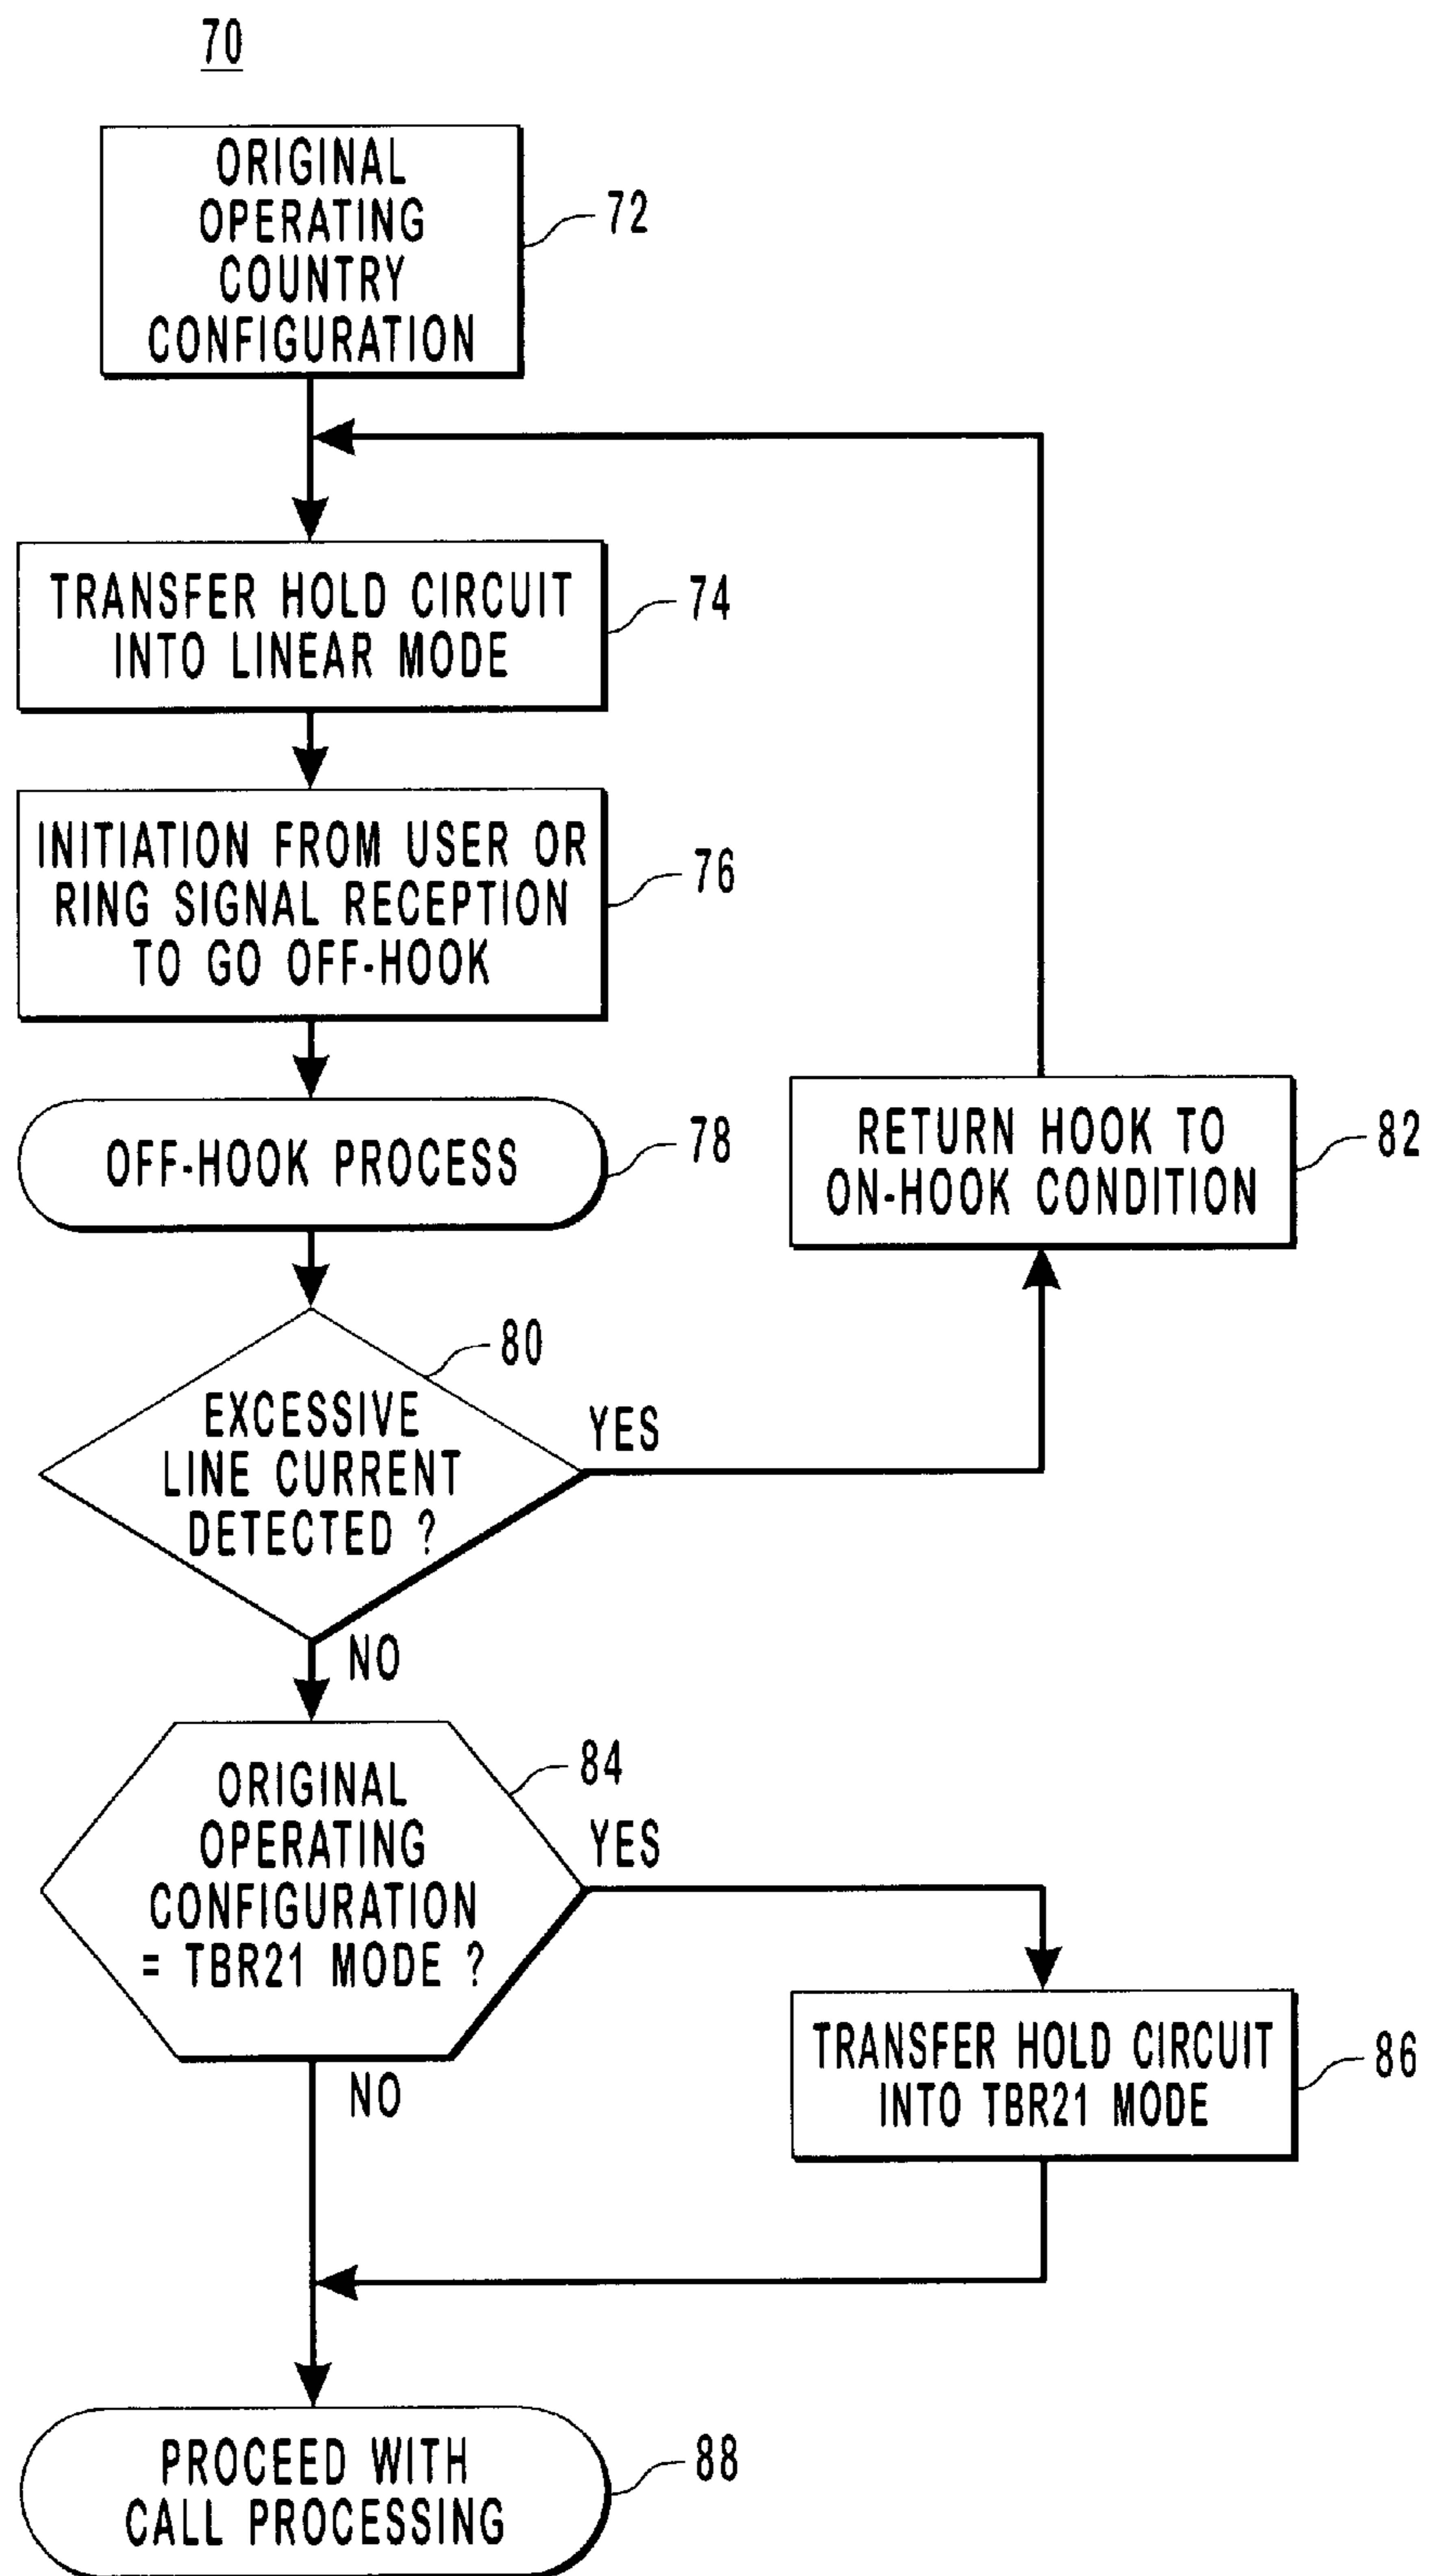 70
ORIGINAL
OPERATING
COUNTRY
CONFIGURATION
72
TRANSFER HOLD CIRCUIT
INTO LINEAR MODE
74
INITIATION FROM USER OR
RING SIGNAL RECEPTION
TO GO OFF-HOOK
76
OFF-HOOK PROCESS
78
RETURN HOOK TO
ON-HOOK CONDITION
82
80
EXCESSIVE
LINE CURRENT
DETECTED ?
YES
NO
ORIGINAL
OPERATING
CONFIGURATION
= TBR21 MODE ?
84
YES
NO
TRANSFER HOLD CIRCUIT
INTO TBR21 MODE
86
PROCEED WITH
CALL PROCESSING
88